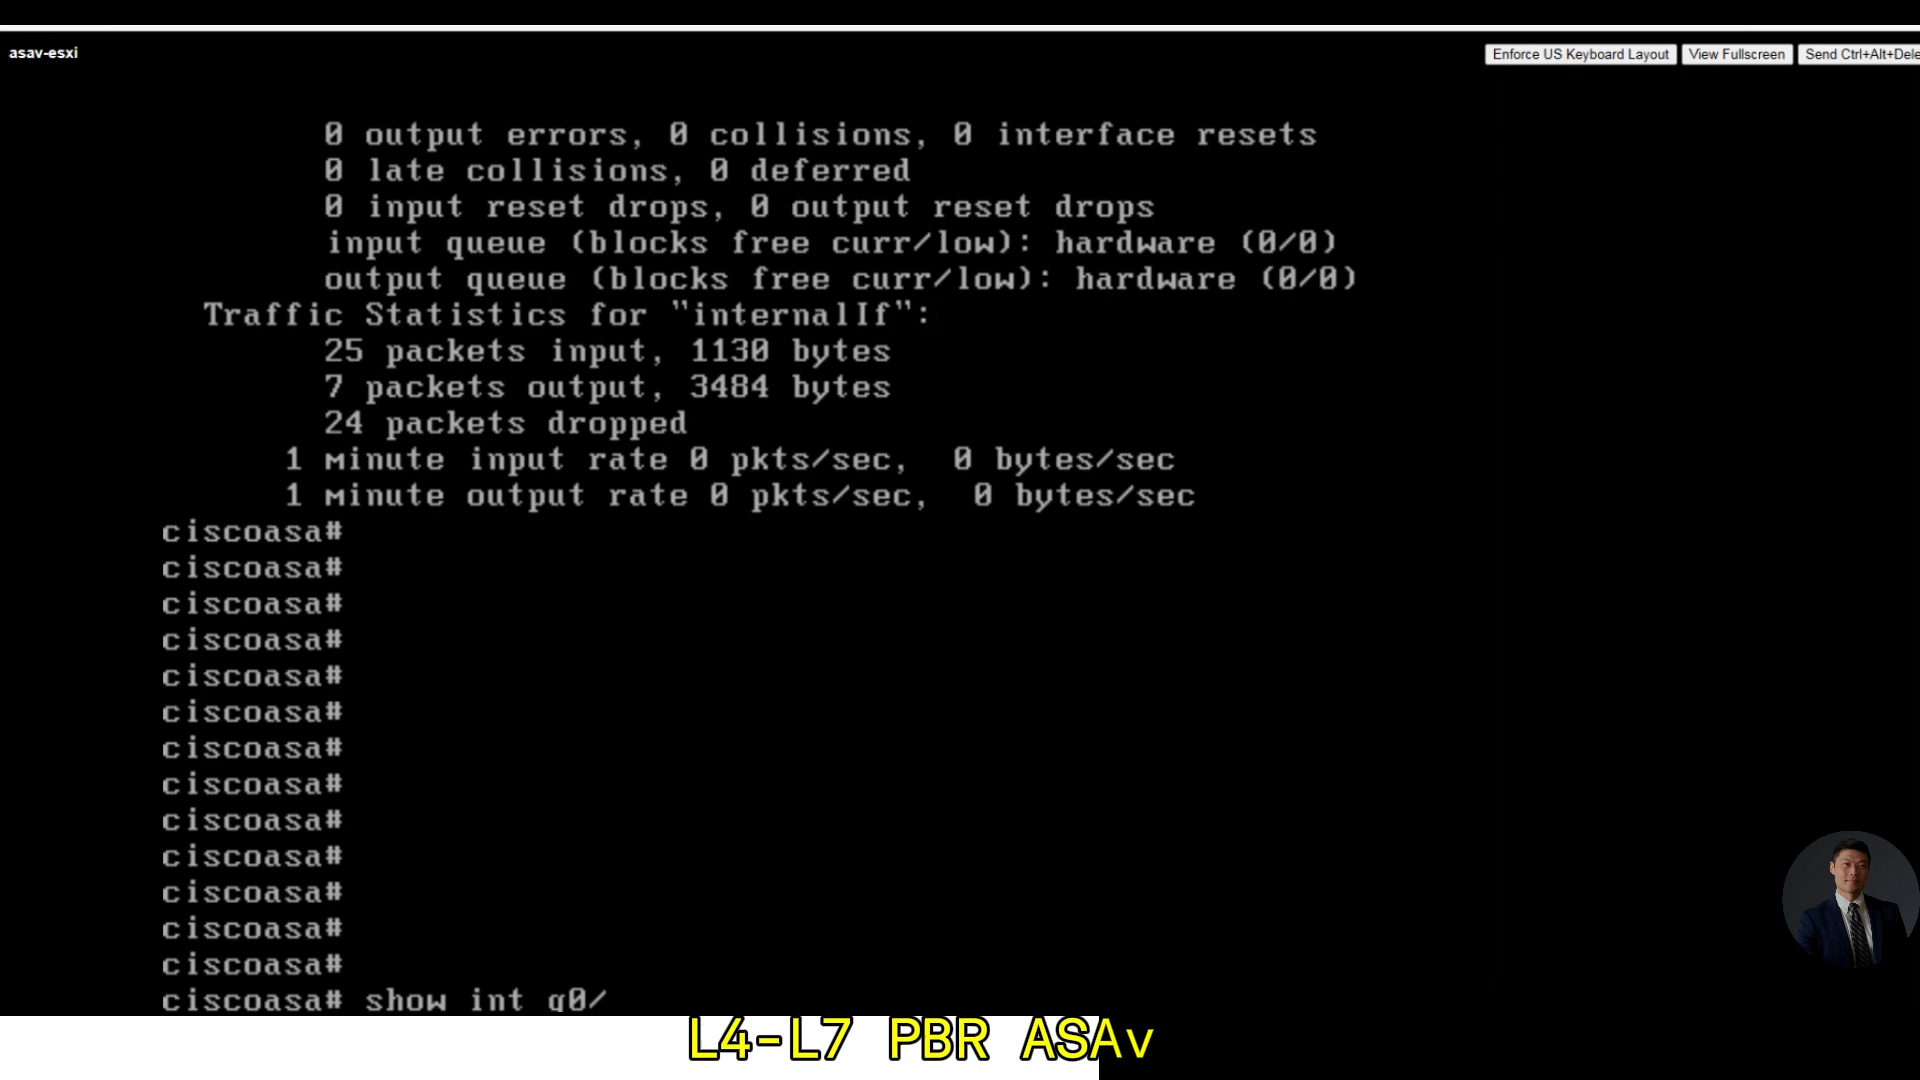 asav-esxi
Enforce US Keyboard Layout View Fullscreen Send Ctrl+Alt+Dele
0 output errors, 0 collisions, 0 interface resets
0 late collisions, 0 deferred
0 input reset drops, 0 output reset drops
input queue (blocks free curr/low): hardware (0/0)
output queue (blocks free curr/low): hardware (0/0)
Traffic Statistics for "internalIf":
25 packets input, 1130 bytes
7 packets output, 3484 bytes
24 packets dropped
1 minute input rate 0 pkts/sec, 0 bytes/sec
1 minute output rate 0 pkts/sec, 0 bytes/sec
ciscoasa#
ciscoasa#
ciscoasa#
ciscoasa#
ciscoasa#
ciscoasa#
ciscoasa#
ciscoasa#
ciscoasa#
ciscoasa#
ciscoasa#
ciscoasa#
ciscoasa#
ciscoasa# show int g0/
L4-L7 PBR ASAv